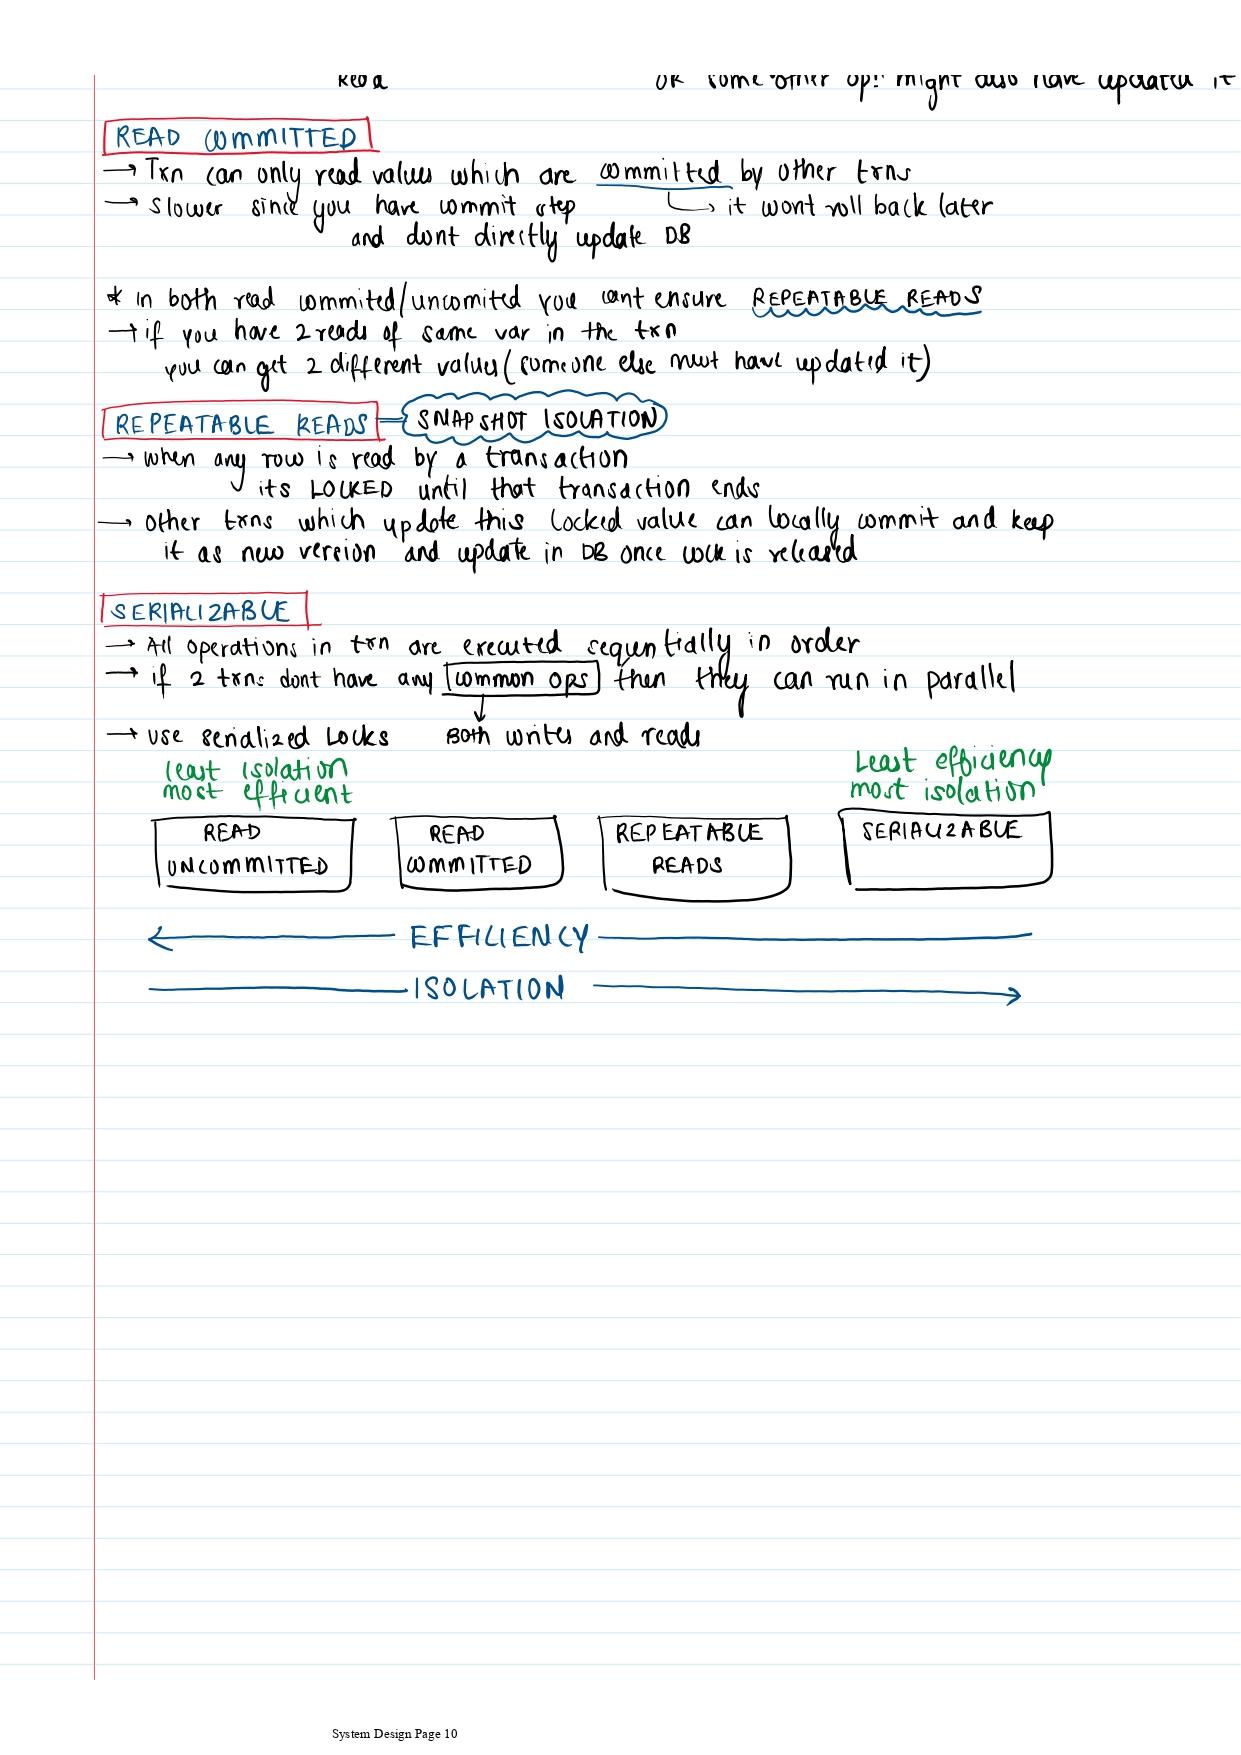 Read or some other op? might also have updated it
READ COMMITTED
→ Txn can only read values which are committed by other txns
→ slower since you have commit step ↳ it wont roll back later
and dont directly update DB
* In both read commited/uncomited you cant ensure REPEATABLE READS
→ if you have 2 reads of same var in the txn
you can get 2 different values (someone else must have updated it)
REPEATABLE READS = SNAPSHOT ISOLATION
→ when any row is read by a transaction
its LOCKED until that transaction ends
→ other txns which update this locked value can locally commit and keep
it as new version and update in DB once lock is released
SERIALIZABLE
→ All operations in txn are executed sequentially in order
→ if 2 txns dont have any common ops then they can run in parallel
→ use serialized Locks Both writes and reads
least isolation Least efficiency
most efficient most isolation
READ READ REPEATABLE SERIALIZABLE
UNCOMMITTED COMMITTED READS
← EFFICIENCY
ISOLATION →
System Design Page 10